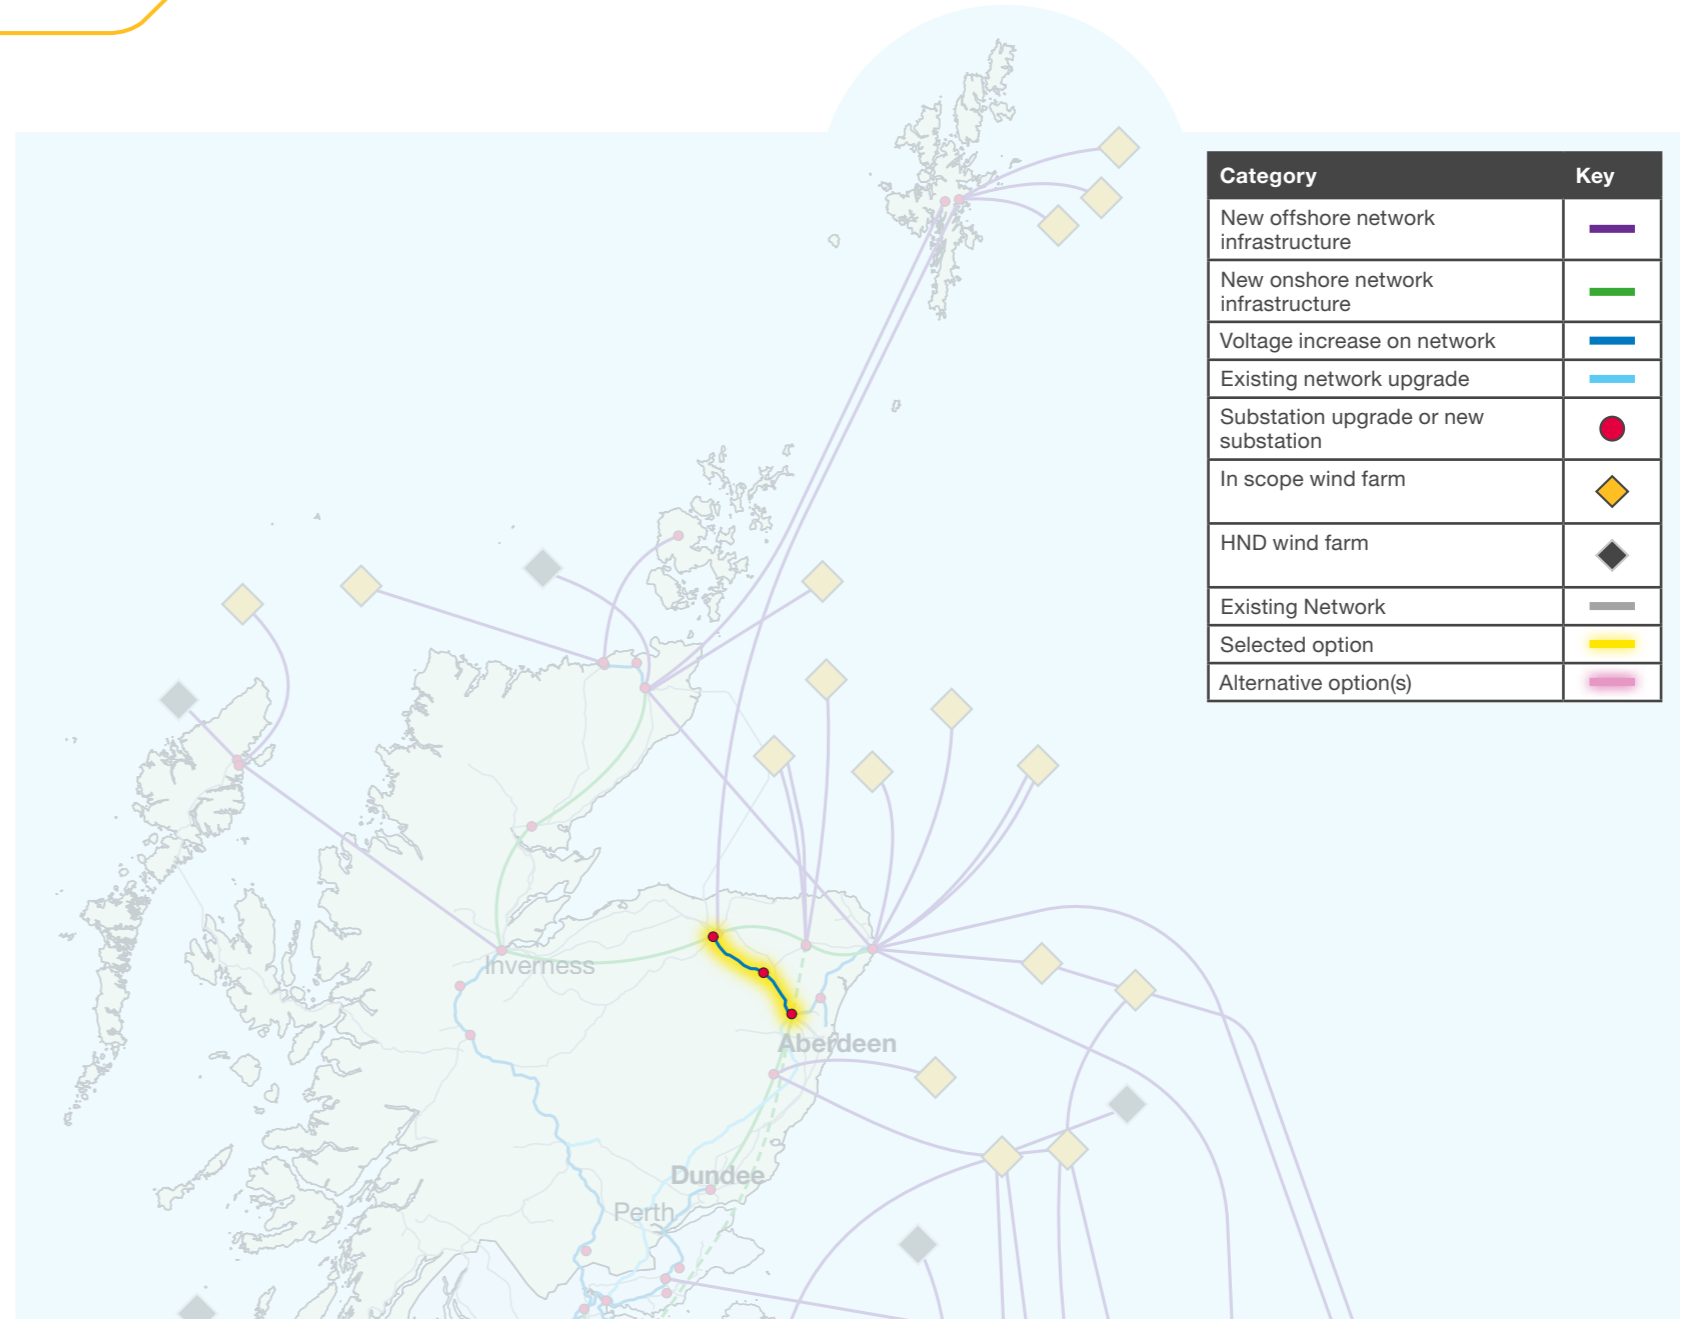 Category Key
New offshore network
infrastructure
New onshore network
infrastructure
Voltage increase on network
Existing network upgrade
Substation upgrade or new
substation
In scope wind farm
HND wind farm
Existing Network
Selected option
Alternative option(s)
Inverness
Aberdeen
Dundee
Perth